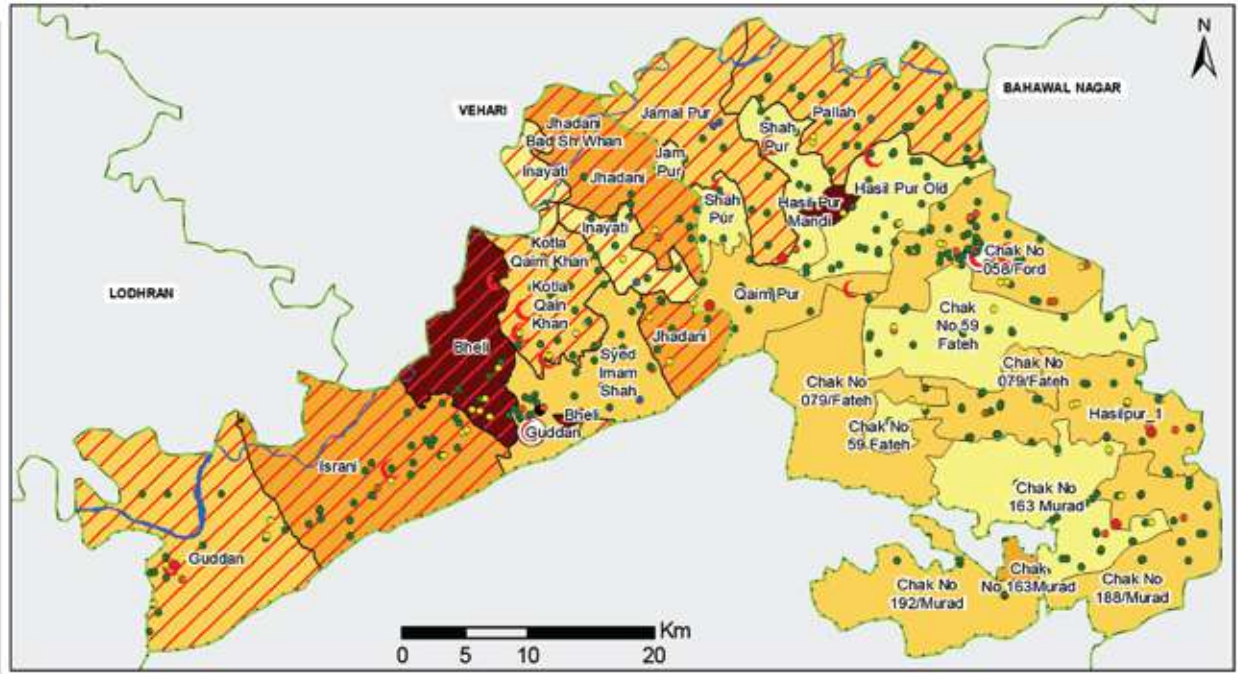 N
BAHAWAL NAGAR
VEHARI
LODHRAN
Jamal Pur
Pallah
Jhadani
Bad Sh Whan
Shah
Pur
Jam
Pur
Inayati
Jhadani
Hasil Pur Old
Shah
Pur
Hasil Pur
Mandi
Inayati
Kotla
Qaim Khan
Chak No
058/Ford
Kotla
Qain
Khan
Qaim Pur
Chak
No 59
Fateh
Bheli
Jhadani
Syed
Imam
Shah
Chak No
079/Fateh
Chak No
079/Fateh
Hasilpur_1
Bheli
Guddan
Chak No
59 Fateh
Israni
Chak No
163 Murad
Guddan
Chak
No 163Murad
Chak No
192/Murad
Chak No
188/Murad
Km
0 5 10 20